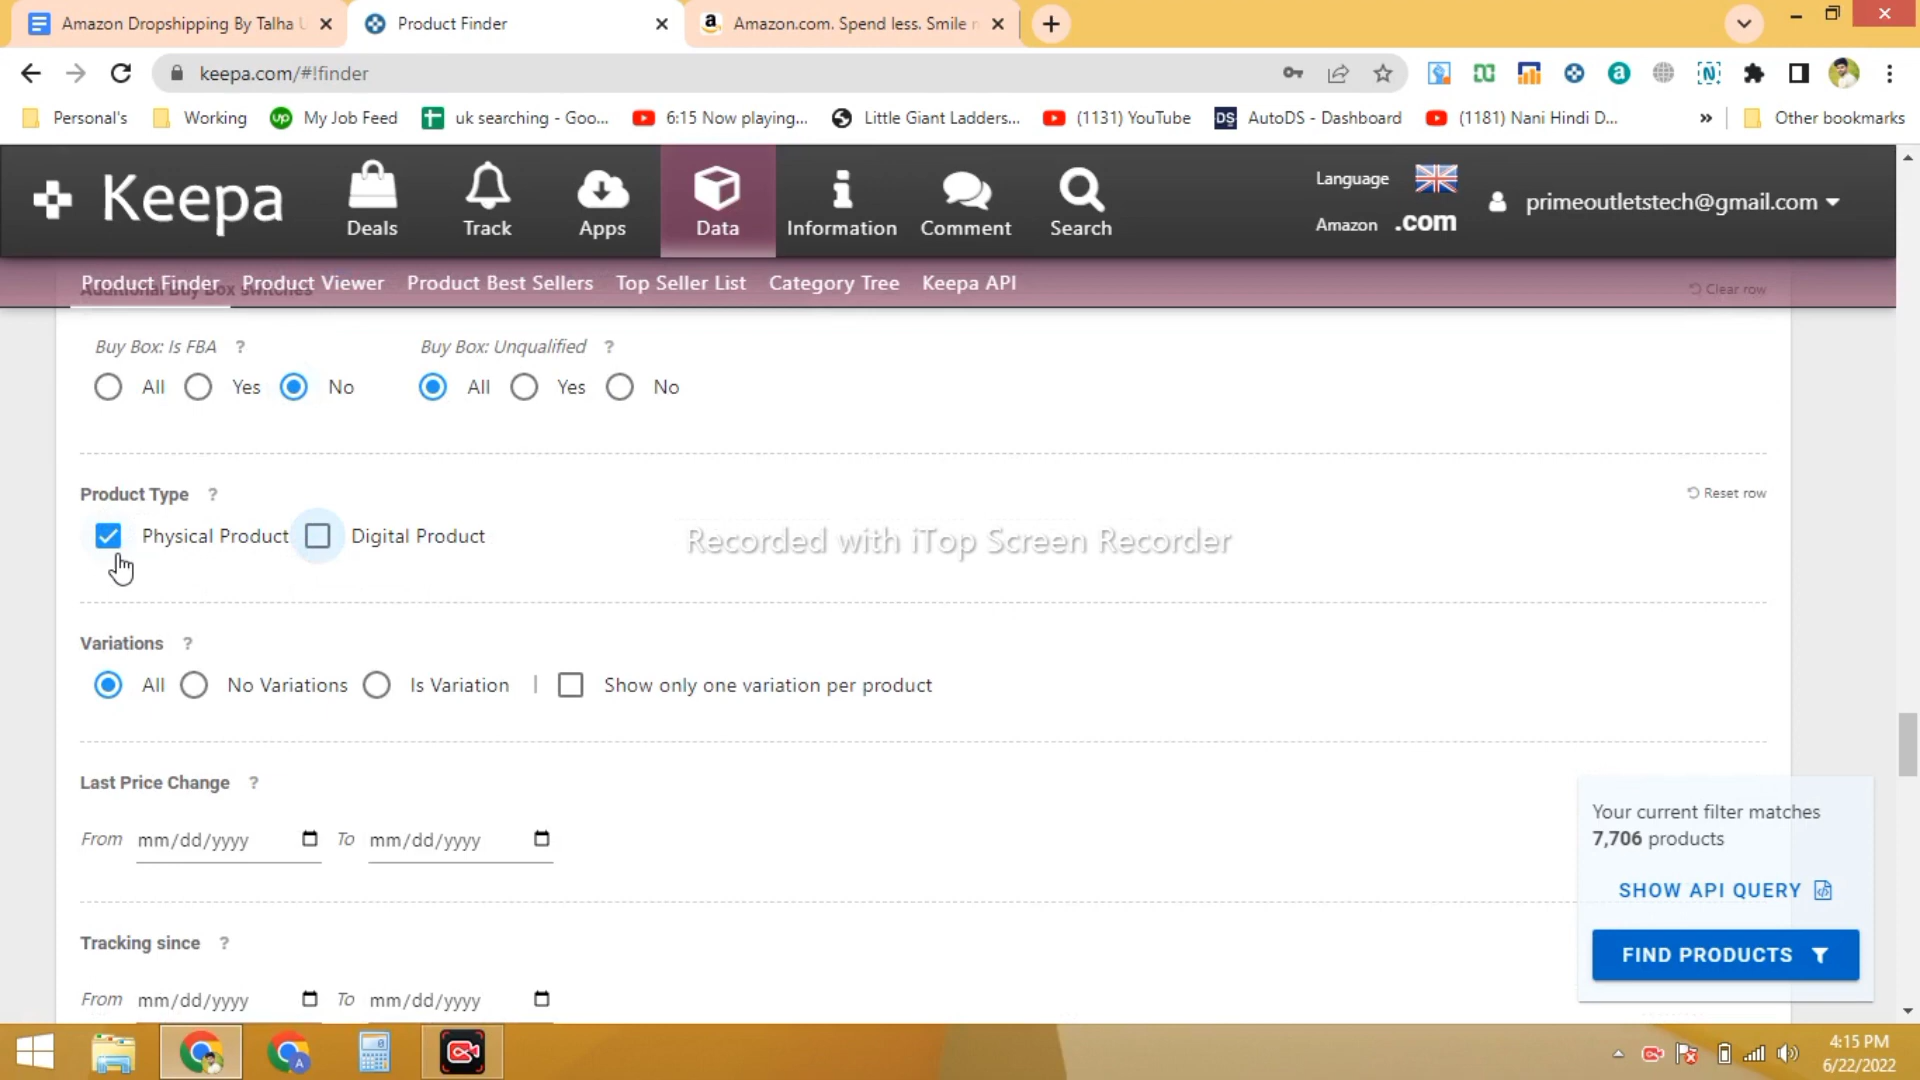 Amazon Dropshipping By Talha U
Product Finder
Amazon.com. Spend less. Smile n
keepa.com/#!finder
Personal's
Working
My Job Feed
uk searching - Goo...
6:15 Now playing...
Little Giant Ladders...
(1131) YouTube
AutoDS - Dashboard
(1181) Nani Hindi D...
»
Other bookmarks
Keepa
Deals
Track
Apps
Data
Information
Comment
Search
Language
Amazon .com
primeoutletstech@gmail.com
Product Finder
Product Viewer
Product Best Sellers
Top Seller List
Category Tree
Keepa API
Additional Buy Box switches
Clear row
Buy Box: Is FBA ?
Buy Box: Unqualified ?
All Yes No
All Yes No
Product Type ?
Reset row
Physical Product
Digital Product
Recorded with iTop Screen Recorder
Variations ?
All No Variations Is Variation | Show only one variation per product
Last Price Change ?
From mm/dd/yyyy To mm/dd/yyyy
Your current filter matches
7,706 products
SHOW API QUERY
FIND PRODUCTS
Tracking since ?
From mm/dd/yyyy To mm/dd/yyyy
4:15 PM
6/22/2022